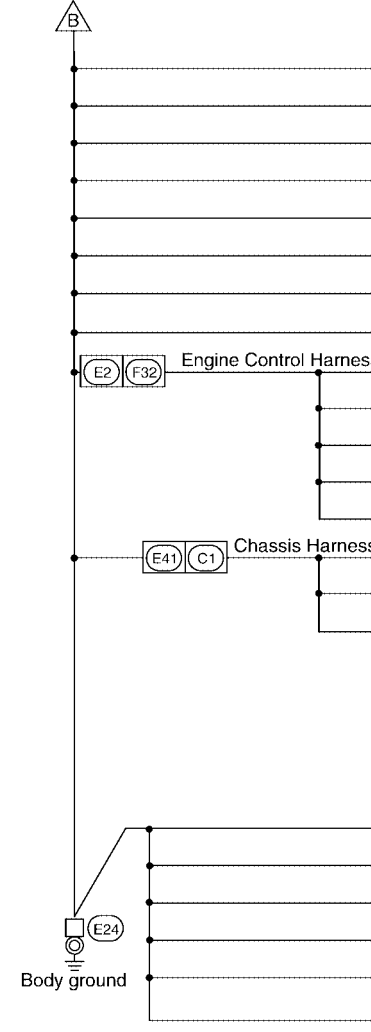 B
Engine Control Harnes
E2 F32
Chassis Harness
E41 C1
E24
Body ground